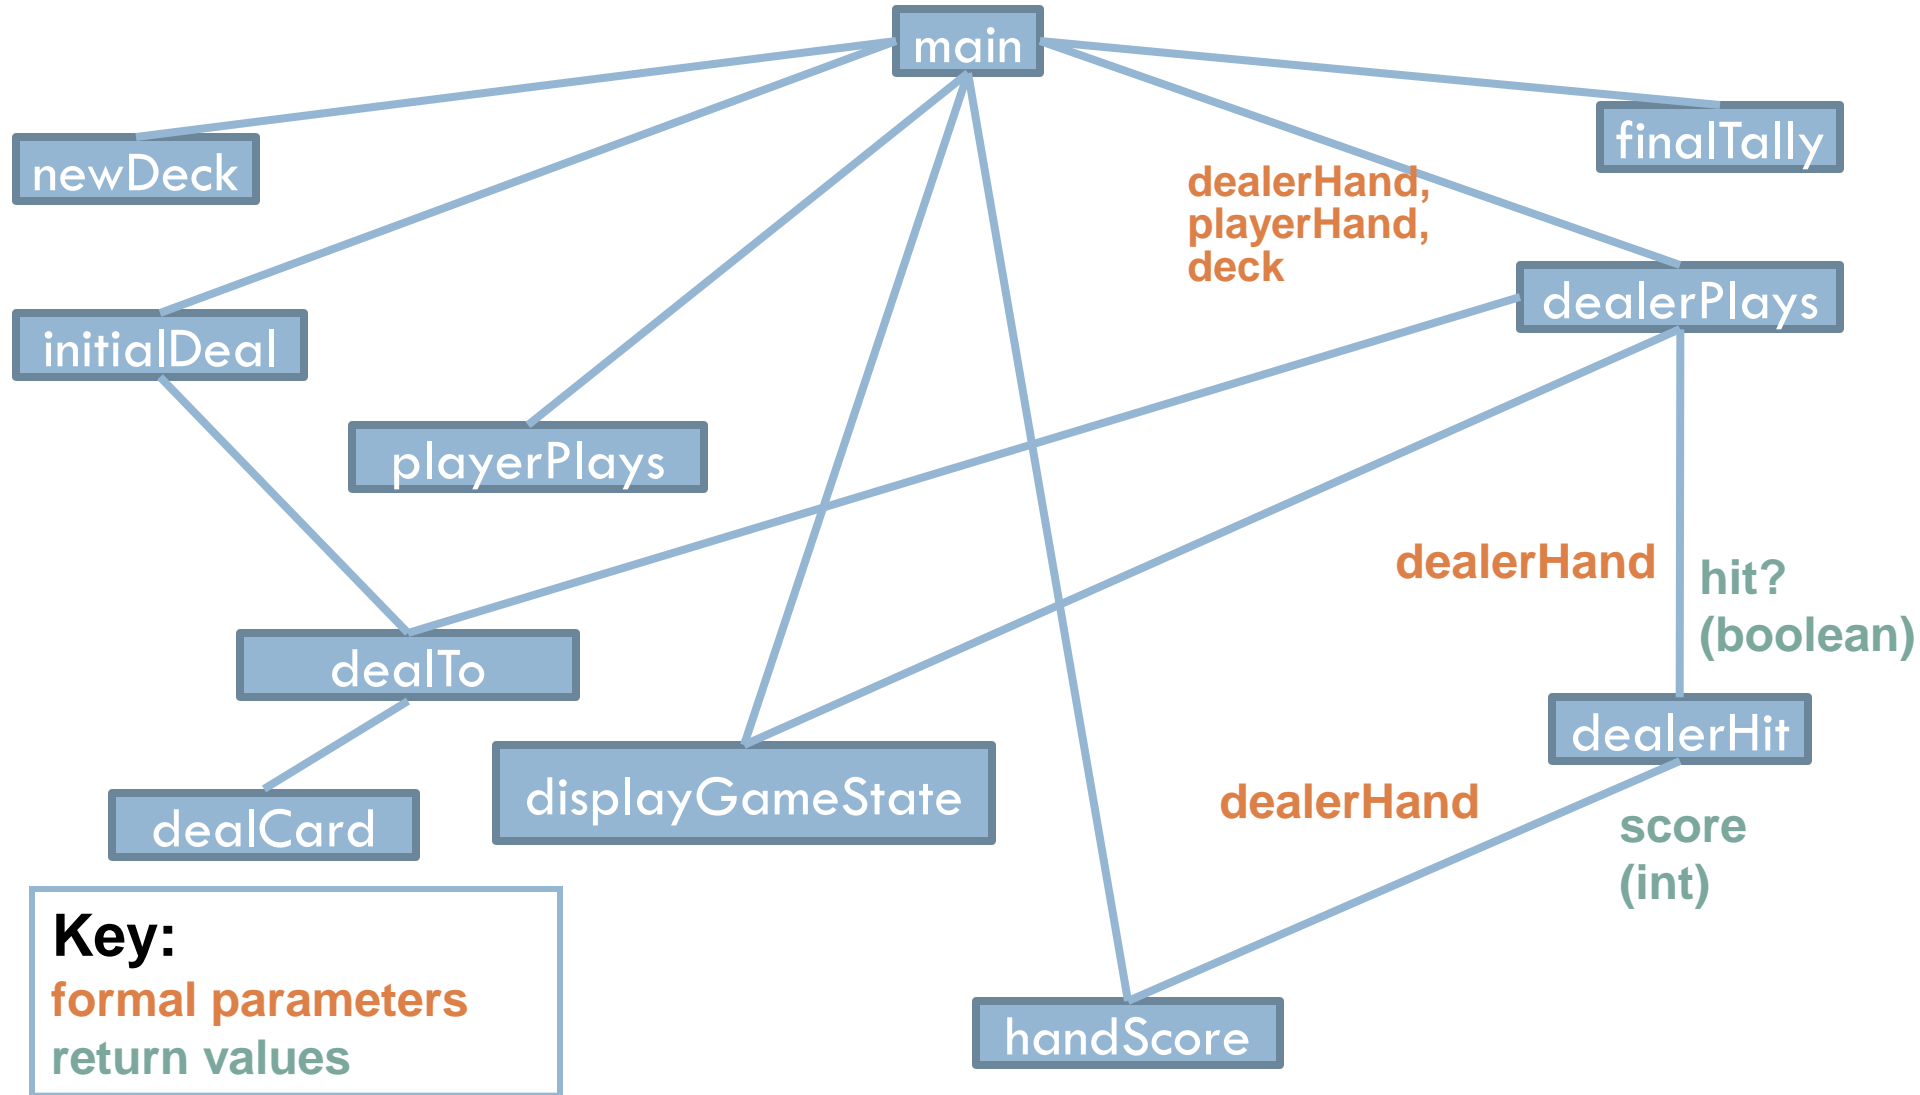 main
finalTally
newDeck
dealerHand,
playerHand,
deck
dealerPlays
initialDeal
playerPlays
dealerHand
hit?
(boolean)
dealTo
dealerHit
displayGameState
dealerHand
dealCard
score
(int)
Key:
formal parameters
return values
handScore